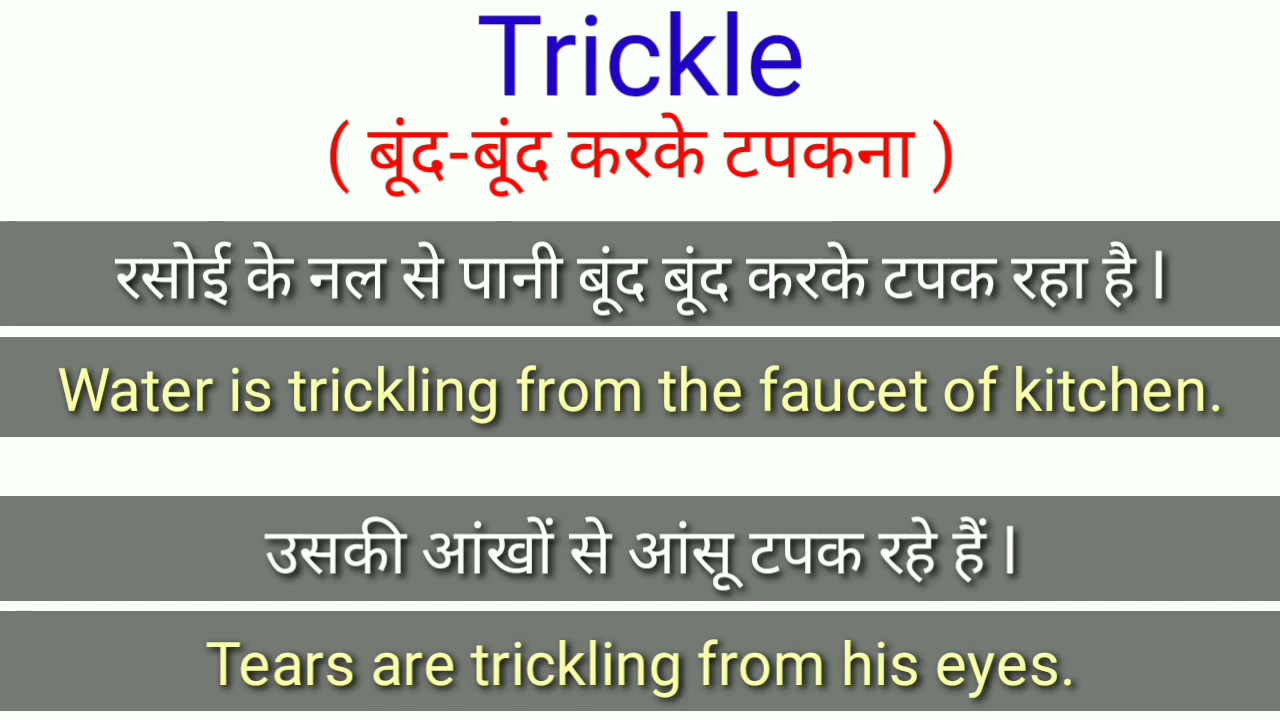 Trickle
( बूंद-बूंद करके टपकना )
रसोई के नल से पानी बूंद बूंद करके टपक रहा है l
Water is trickling from the faucet of kitchen.
उसकी आंखों से आंसू टपक रहे हैं l
Tears are trickling from his eyes.